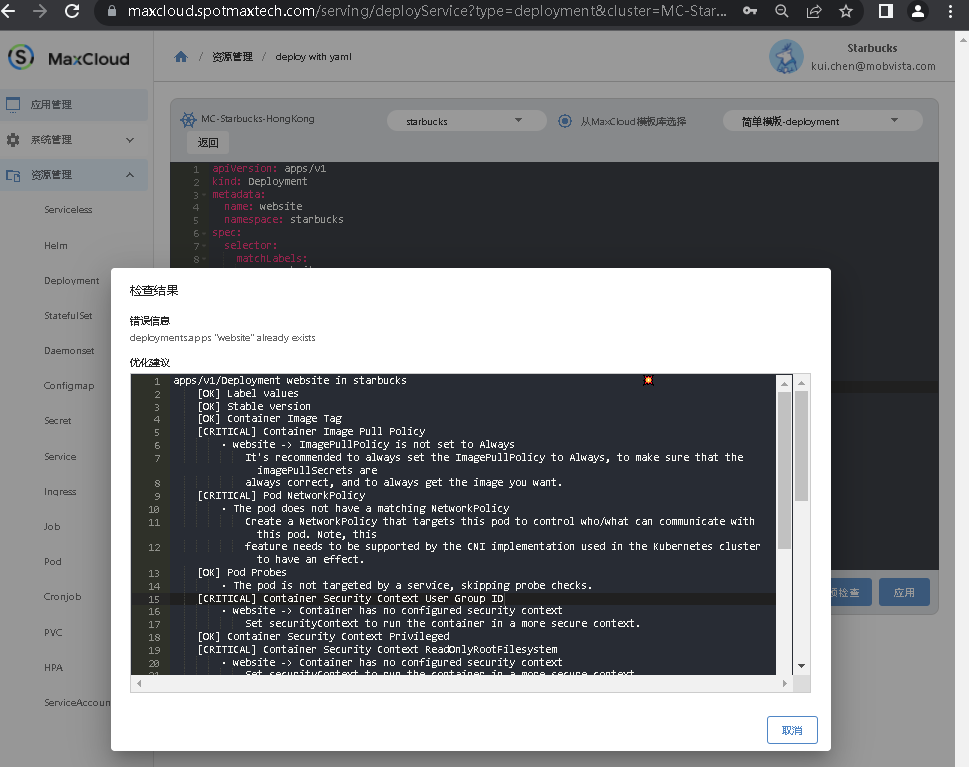 maxcloud.spotmaxtech.com/serving/deployService?type=deployment&cluster=MC-Star...
MaxCloud
/ 资源管理 / deploy with yaml
Starbucks
kui.chen@mobvista.com
应用管理
系统管理
资源管理
Serviceless
Helm
Deployment
StatefulSet
Daemonset
Configmap
Secret
Service
Ingress
Job
Pod
Cronjob
PVC
HPA
ServiceAccoun
MC-Starbucks-HongKong
starbucks
从MaxCloud模板库选择
简单模版-deployment
返回
1 apiVersion: apps/v1
2 kind: Deployment
3 metadata:
4 name: website
5 namespace: starbucks
6 spec:
7 selector:
8 matchLabels:
检查结果
错误信息
deployments.apps "website" already exists
优化建议
1 apps/v1/Deployment website in starbucks
2 [OK] Label values
3 [OK] Stable version
4 [OK] Container Image Tag
5 [CRITICAL] Container Image Pull Policy
6 · website -> ImagePullPolicy is not set to Always
7 It's recommended to always set the ImagePullPolicy to Always, to make sure that the
imagePullSecrets are
8 always correct, and to always get the image you want.
9 [CRITICAL] Pod NetworkPolicy
10 · The pod does not have a matching NetworkPolicy
11 Create a NetworkPolicy that targets this pod to control who/what can communicate with
this pod. Note, this
12 feature needs to be supported by the CNI implementation used in the Kubernetes cluster
to have an effect.
13 [OK] Pod Probes
14 · The pod is not targeted by a service, skipping probe checks.
15 [CRITICAL] Container Security Context User Group ID
16 · website -> Container has no configured security context
17 Set securityContext to run the container in a more secure context.
18 [OK] Container Security Context Privileged
19 [CRITICAL] Container Security Context ReadOnlyRootFilesystem
20 · website -> Container has no configured security context
21 Set securityContext to run the container in a more secure context.
检查
应用
取消